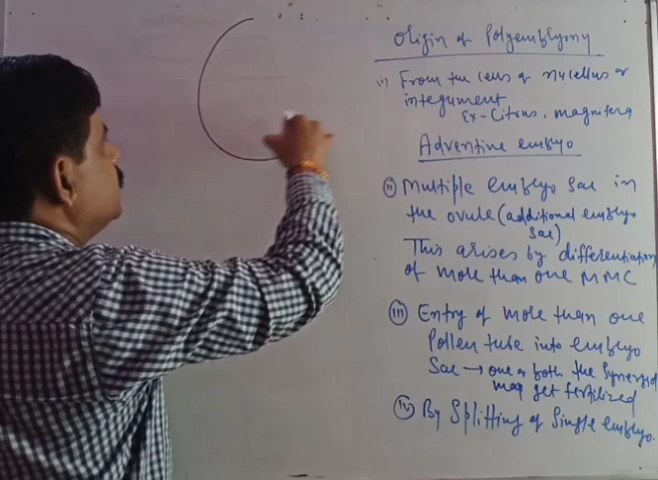 Origin of Polyembryony
(i) From the cells of nucellus or
integument
Ex- Citrus, magnifera
Adventive embryo
(ii) Multiple embryo sac in
the ovule (additional embryo
sac)
This arises by differentiation
of more than one MMC
(iii) Entry of more than one
Pollen tube into embryo
Sac → one or both the Synergid
may get fertilized
(iv) By Splitting of Single embryo.